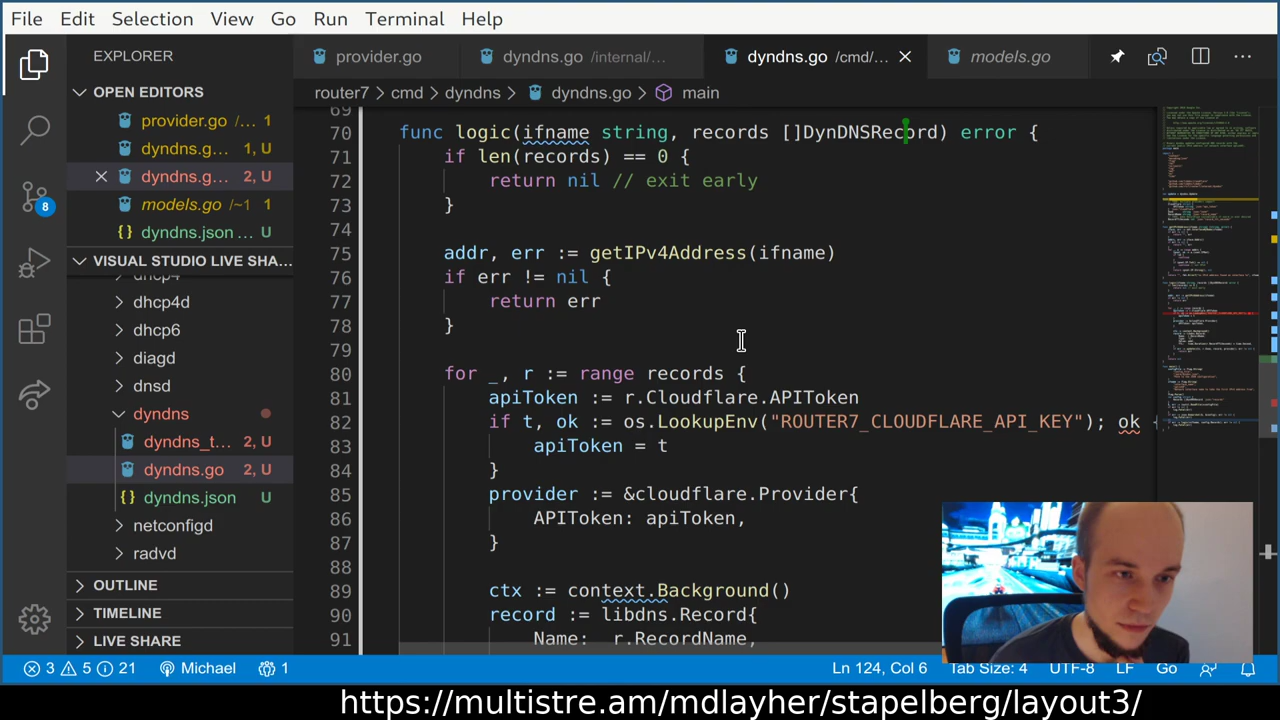 File Edit Selection View Go Run Terminal Help
EXPLORER
provider.go
dyndns.go /internal/...
dyndns.go /cmd/...
models.go
OPEN EDITORS
router7 > cmd > dyndns > dyndns.go > main
provider.go /... 1
dyndns.g... 1, U
dyndns.g... 2, U
models.go /~1 1
dyndns.json ... U
8
VISUAL STUDIO LIVE SHA...
dhcp4
dhcp4d
dhcp6
diagd
dnsd
dyndns
dyndns_t... 2, U
dyndns.go 2, U
dyndns.json U
netconfigd
radvd
OUTLINE
TIMELINE
LIVE SHARE
69
70 func logic(ifname string, records []DynDNSRecord) error {
71 if len(records) == 0 {
72 return nil // exit early
73 }
74
75 addr, err := getIPv4Address(ifname)
76 if err != nil {
77 return err
78 }
79
80 for _, r := range records {
81 apiToken := r.Cloudflare.APIToken
82 if t, ok := os.LookupEnv("ROUTER7_CLOUDFLARE_API_KEY"); ok {
83 apiToken = t
84 }
85 provider := &cloudflare.Provider{
86 APIToken: apiToken,
87 }
88
89 ctx := context.Background()
90 record := libdns.Record{
91 Name: r.RecordName,
3 5 21 Michael 1 Ln 124, Col 6 Tab Size: 4 UTF-8 LF Go
https://multistre.am/mdlayher/stapelberg/layout3/